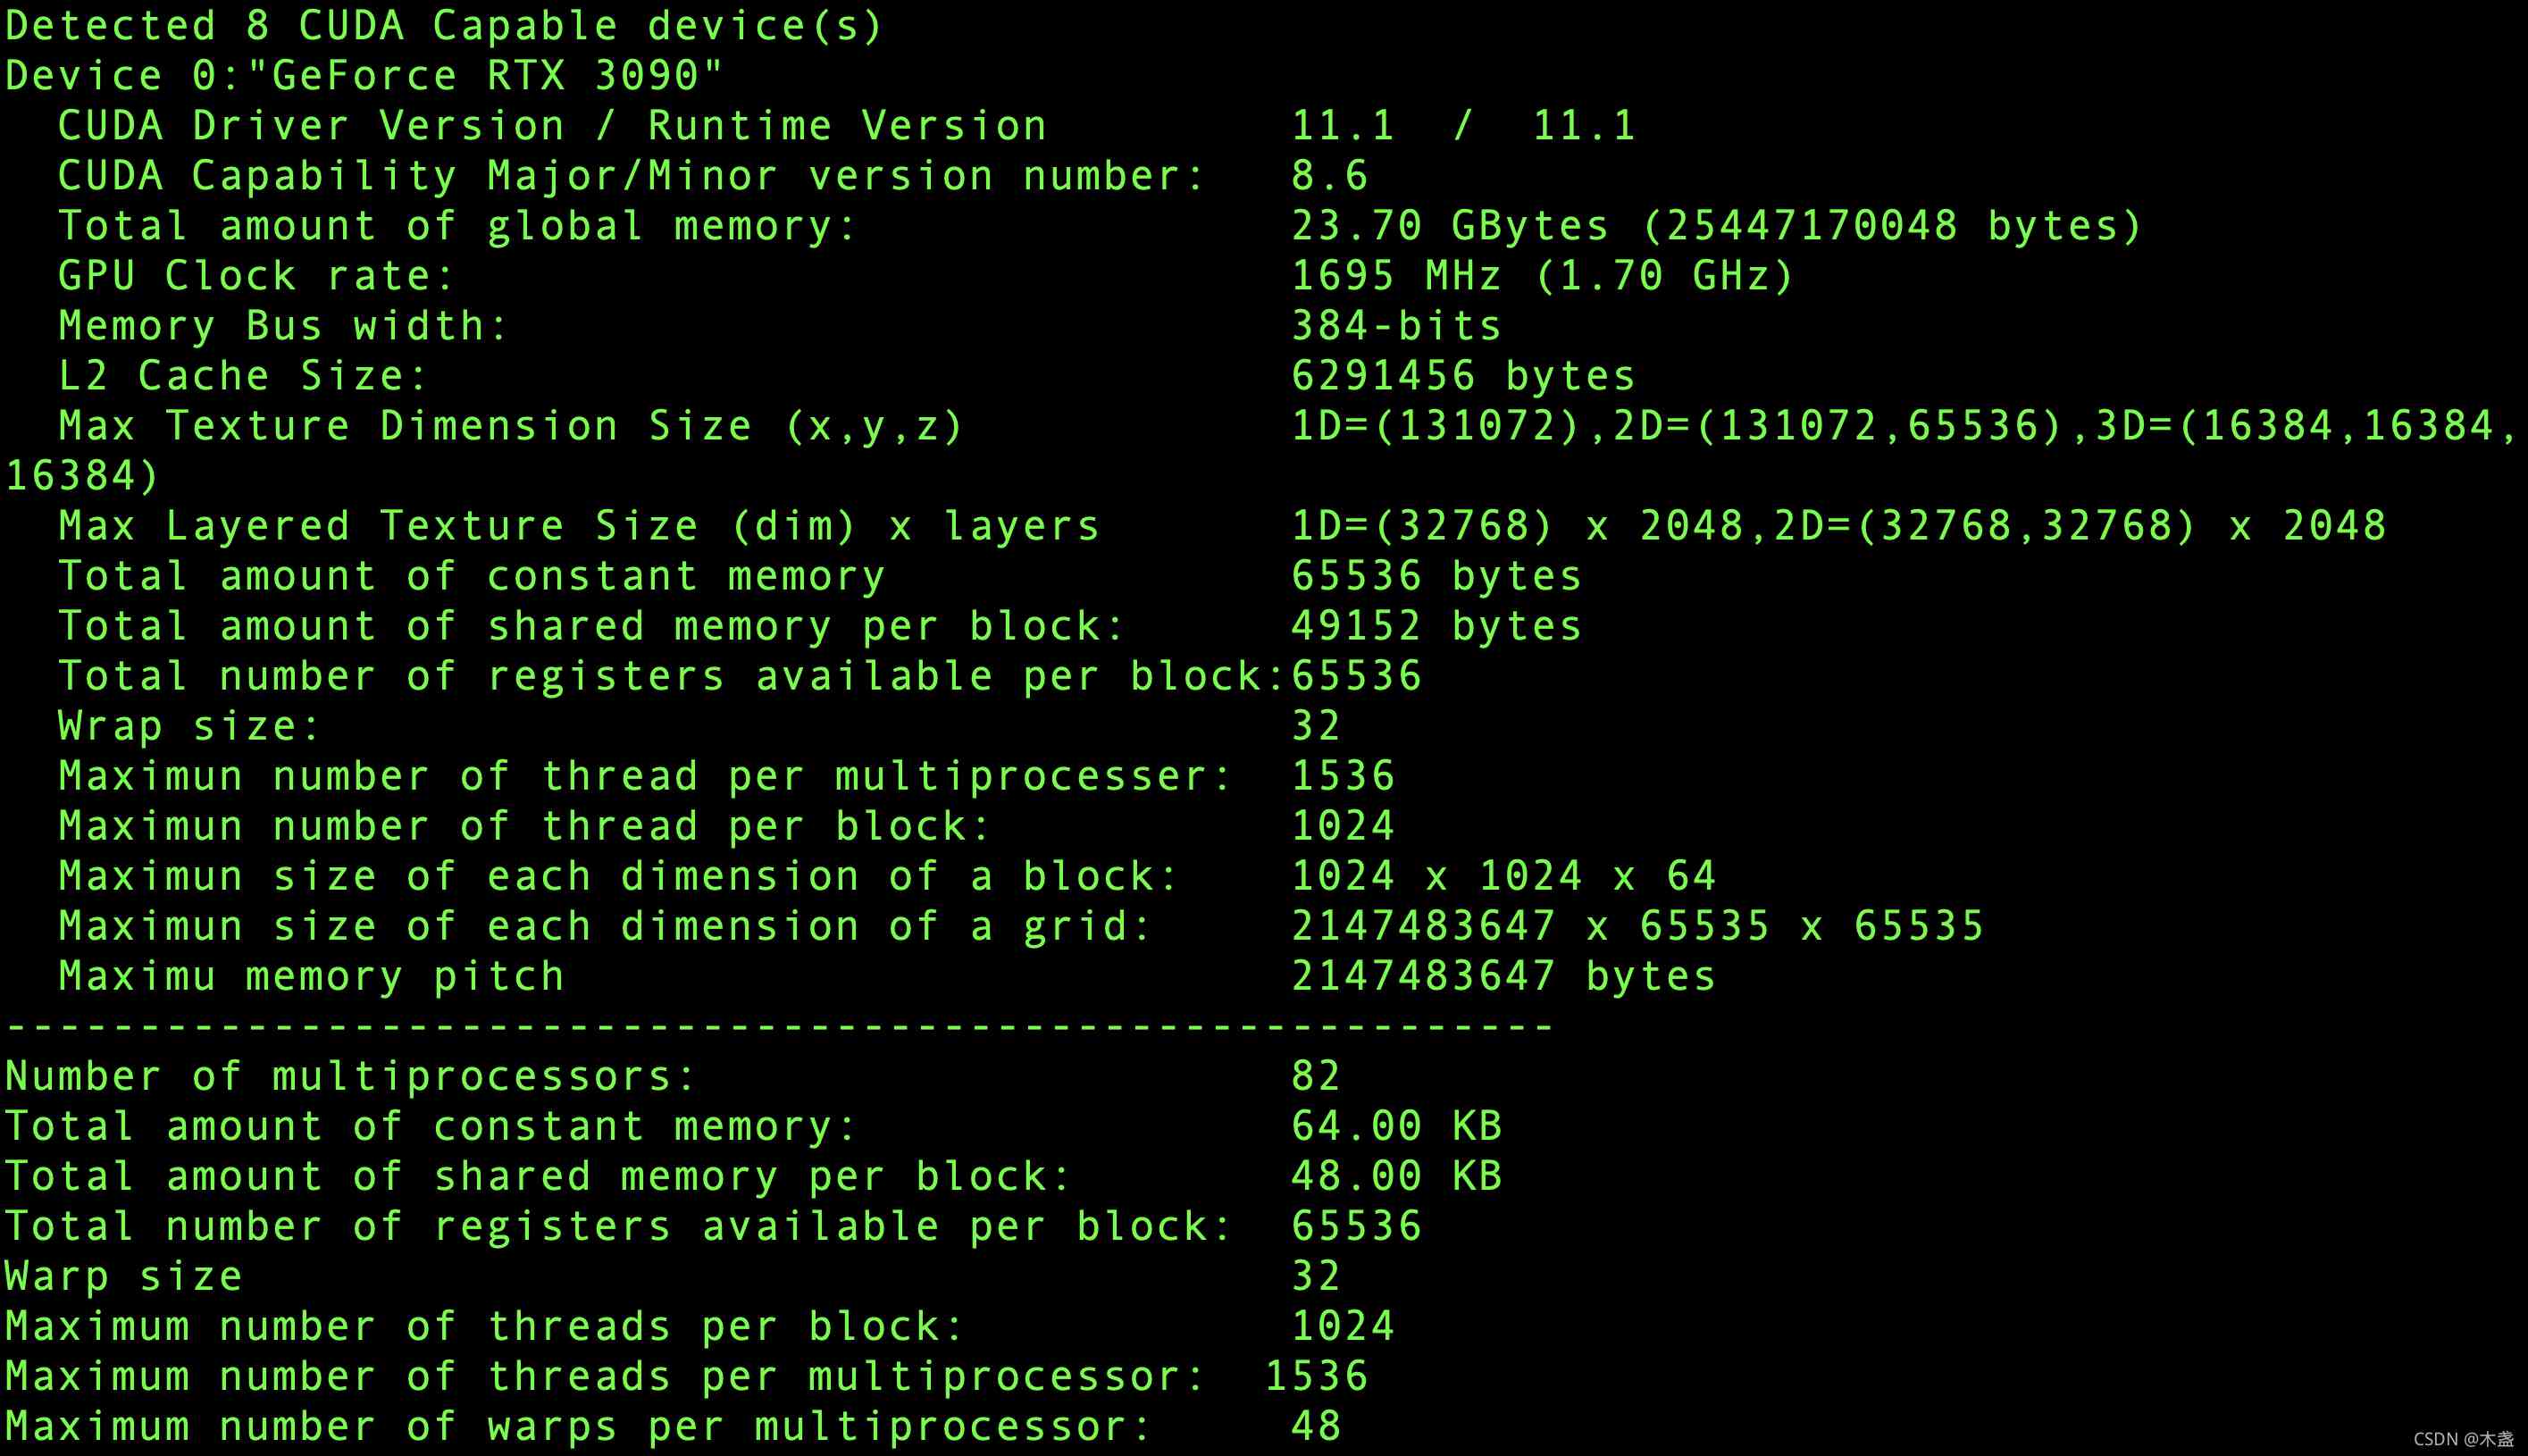 Detected 8 CUDA Capable device(s)
Device 0:"GeForce RTX 3090"
CUDA Driver Version / Runtime Version 11.1 / 11.1
CUDA Capability Major/Minor version number: 8.6
Total amount of global memory: 23.70 GBytes (25447170048 bytes)
GPU Clock rate: 1695 MHz (1.70 GHz)
Memory Bus width: 384-bits
L2 Cache Size: 6291456 bytes
Max Texture Dimension Size (x,y,z) 1D=(131072),2D=(131072,65536),3D=(16384,16384,
16384)
Max Layered Texture Size (dim) x layers 1D=(32768) x 2048,2D=(32768,32768) x 2048
Total amount of constant memory 65536 bytes
Total amount of shared memory per block: 49152 bytes
Total number of registers available per block:65536
Wrap size: 32
Maximun number of thread per multiprocesser: 1536
Maximun number of thread per block: 1024
Maximun size of each dimension of a block: 1024 x 1024 x 64
Maximun size of each dimension of a grid: 2147483647 x 65535 x 65535
Maximu memory pitch 2147483647 bytes
----------------------------------------------------------
Number of multiprocessors: 82
Total amount of constant memory: 64.00 KB
Total amount of shared memory per block: 48.00 KB
Total number of registers available per block: 65536
Warp size 32
Maximum number of threads per block: 1024
Maximum number of threads per multiprocessor: 1536
Maximum number of warps per multiprocessor: 48
CSDN @木盏